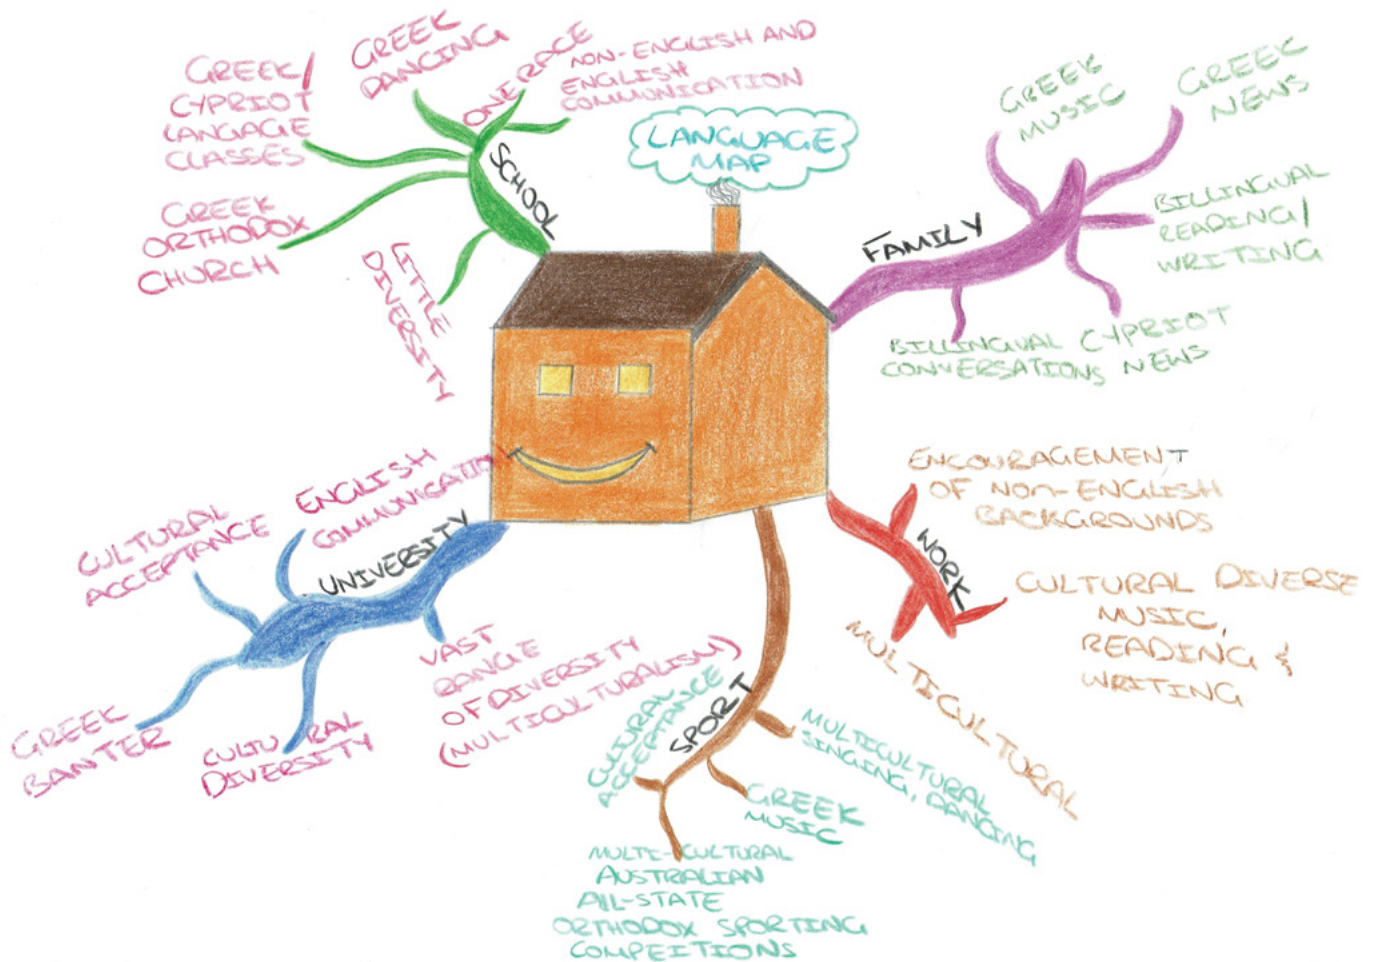 LANGUAGE
MAP
SCHOOL
GREEK/
CYPRIOT
LANGAGE
CLASSES
GREEK
DANCING
ONE RACE
NON-ENGLISH AND
ENGLISH
COMMUNICATION
GREEK
ORTHODOX
CHURCH
LITTLE
DIVERSITY
FAMILY
GREEK
MUSIC
GREEK
NEWS
BILLINGUAL
READING/
WRITING
BILLINGUAL
CONVERSATIONS
CYPRIOT
NEWS
WORK
ENCOURAGEMENT
OF NON-ENGLISH
BACKGROUNDS
CULTURAL DIVERSE
MUSIC,
READING &
WRITING
MULTICULTURAL
SPORT
CULTURAL
ACCEPTANCE
MULTICULTURAL
SINGING, DANCING
GREEK
MUSIC
MULTI-CULTURAL
AUSTRALIAN
ALL-STATE
ORTHODOX SPORTING
COMPEITIONS
UNIVERSITY
ENGLISH
COMMUNICATION
CULTURAL
ACCEPTANCE
GREEK
BANTER
CULTURAL
DIVERSITY
VAST
RANGE
OF DIVERSITY
(MULTICULTURALISM)